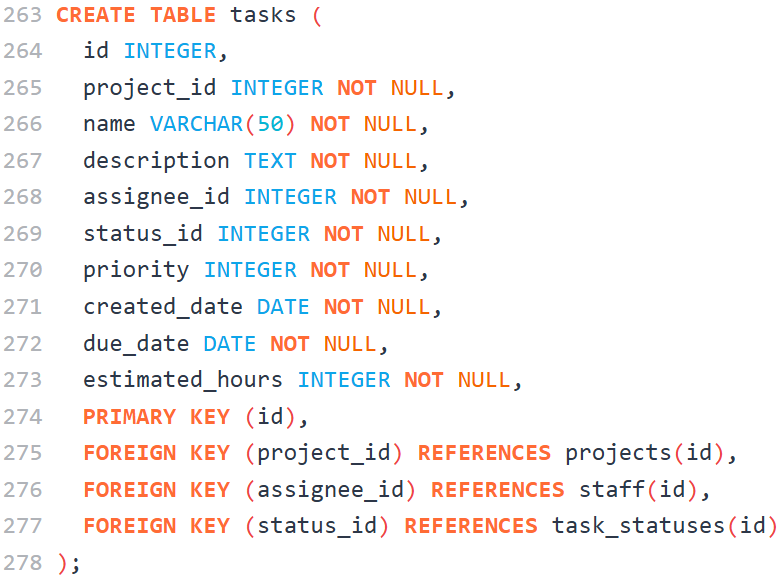 263 CREATE TABLE tasks (
264 id INTEGER,
265 project_id INTEGER NOT NULL,
266 name VARCHAR(50) NOT NULL,
267 description TEXT NOT NULL,
268 assignee_id INTEGER NOT NULL,
269 status_id INTEGER NOT NULL,
270 priority INTEGER NOT NULL,
271 created_date DATE NOT NULL,
272 due_date DATE NOT NULL,
273 estimated_hours INTEGER NOT NULL,
274 PRIMARY KEY (id),
275 FOREIGN KEY (project_id) REFERENCES projects(id),
276 FOREIGN KEY (assignee_id) REFERENCES staff(id),
277 FOREIGN KEY (status_id) REFERENCES task_statuses(id)
278 );